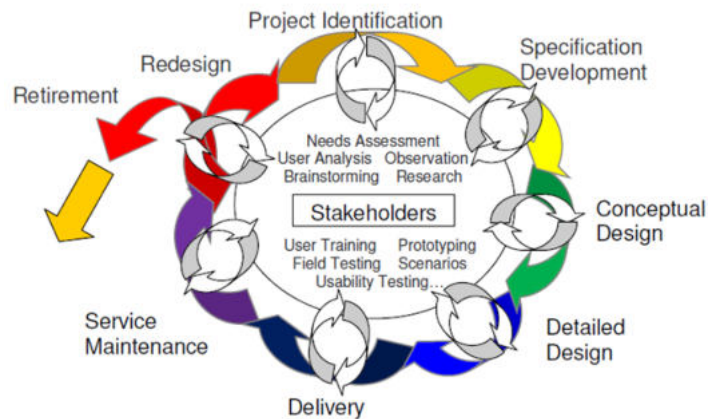 Project Identification
Specification
Development
Redesign
Retirement
Needs Assessment
User Analysis Observation
Brainstorming Research
Stakeholders
User Training Prototyping
Field Testing Scenarios
Usability Testing...
Conceptual
Design
Service
Maintenance
Detailed
Design
Delivery